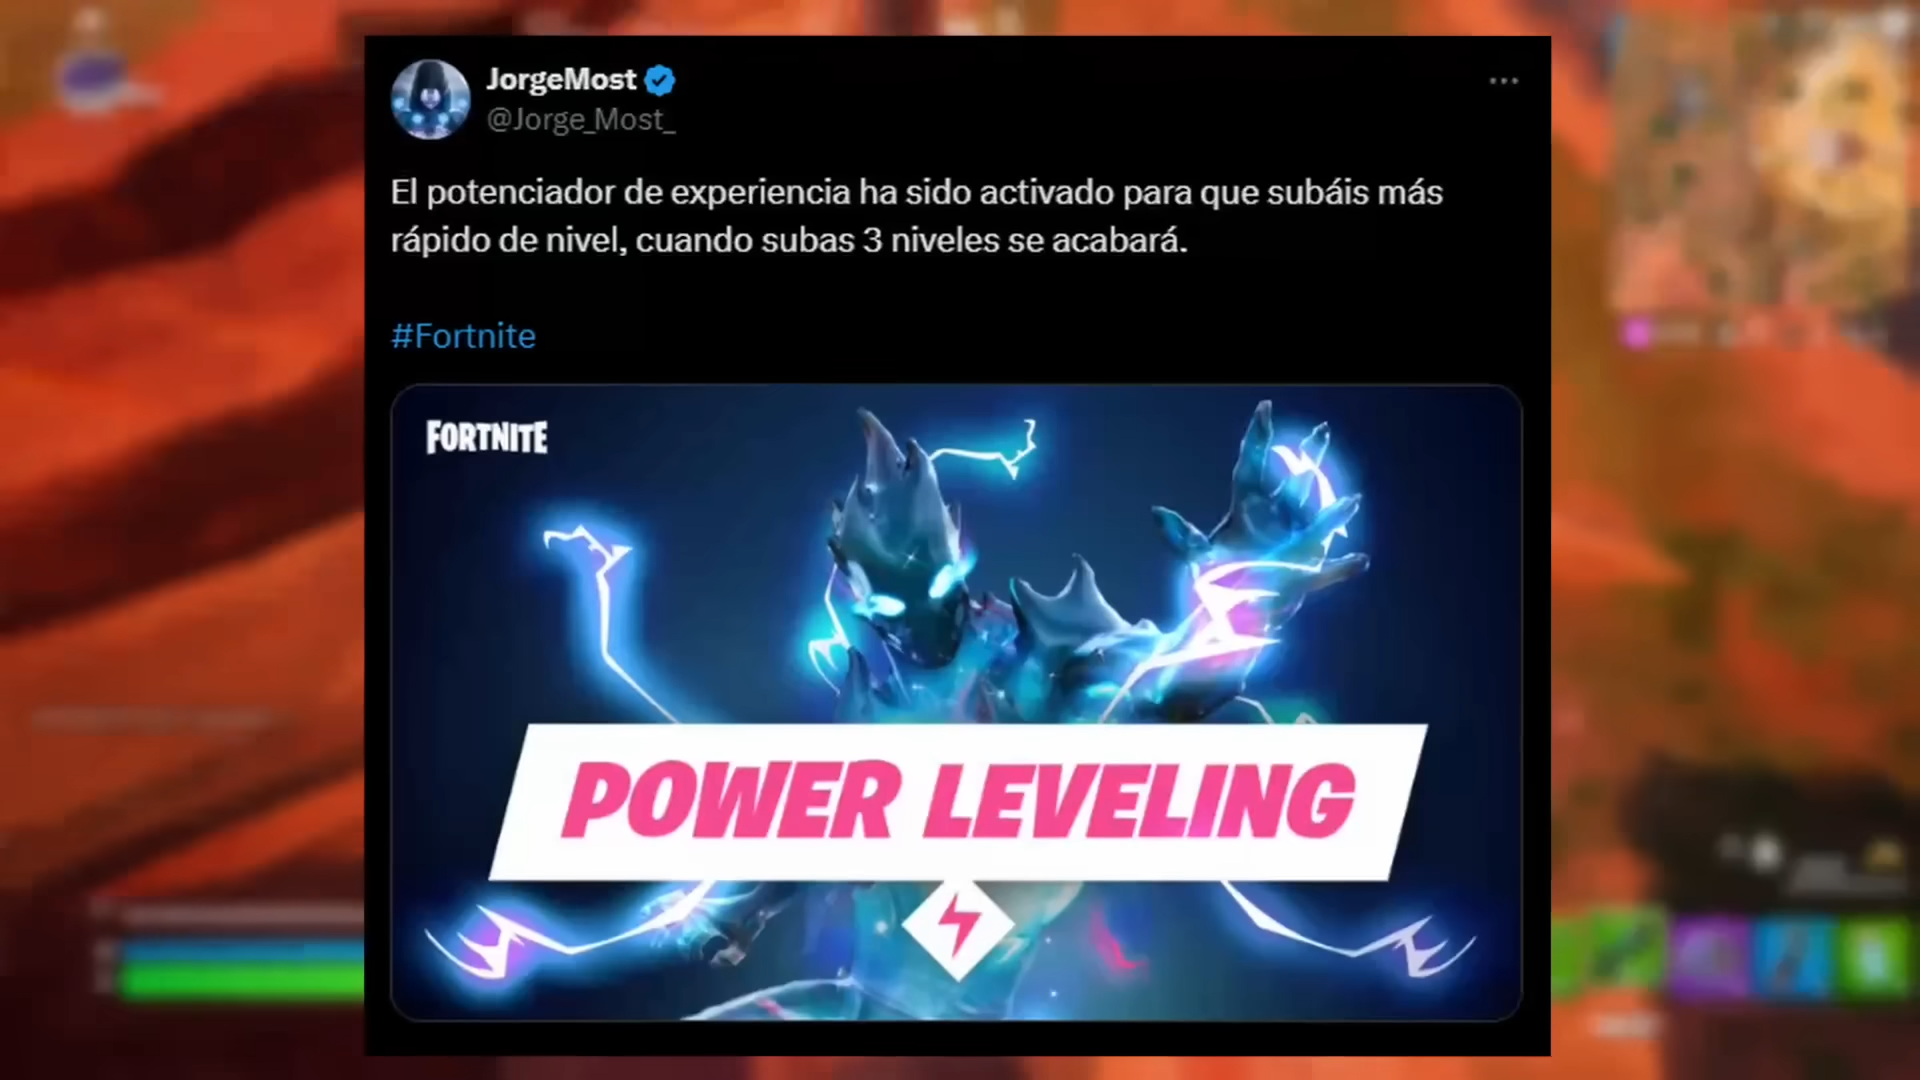 JorgeMost
@Jorge_Most_
El potenciador de experiencia ha sido activado para que subáis más
rápido de nivel, cuando subas 3 niveles se acabará.
#Fortnite
FORTNITE
POWER LEVELING